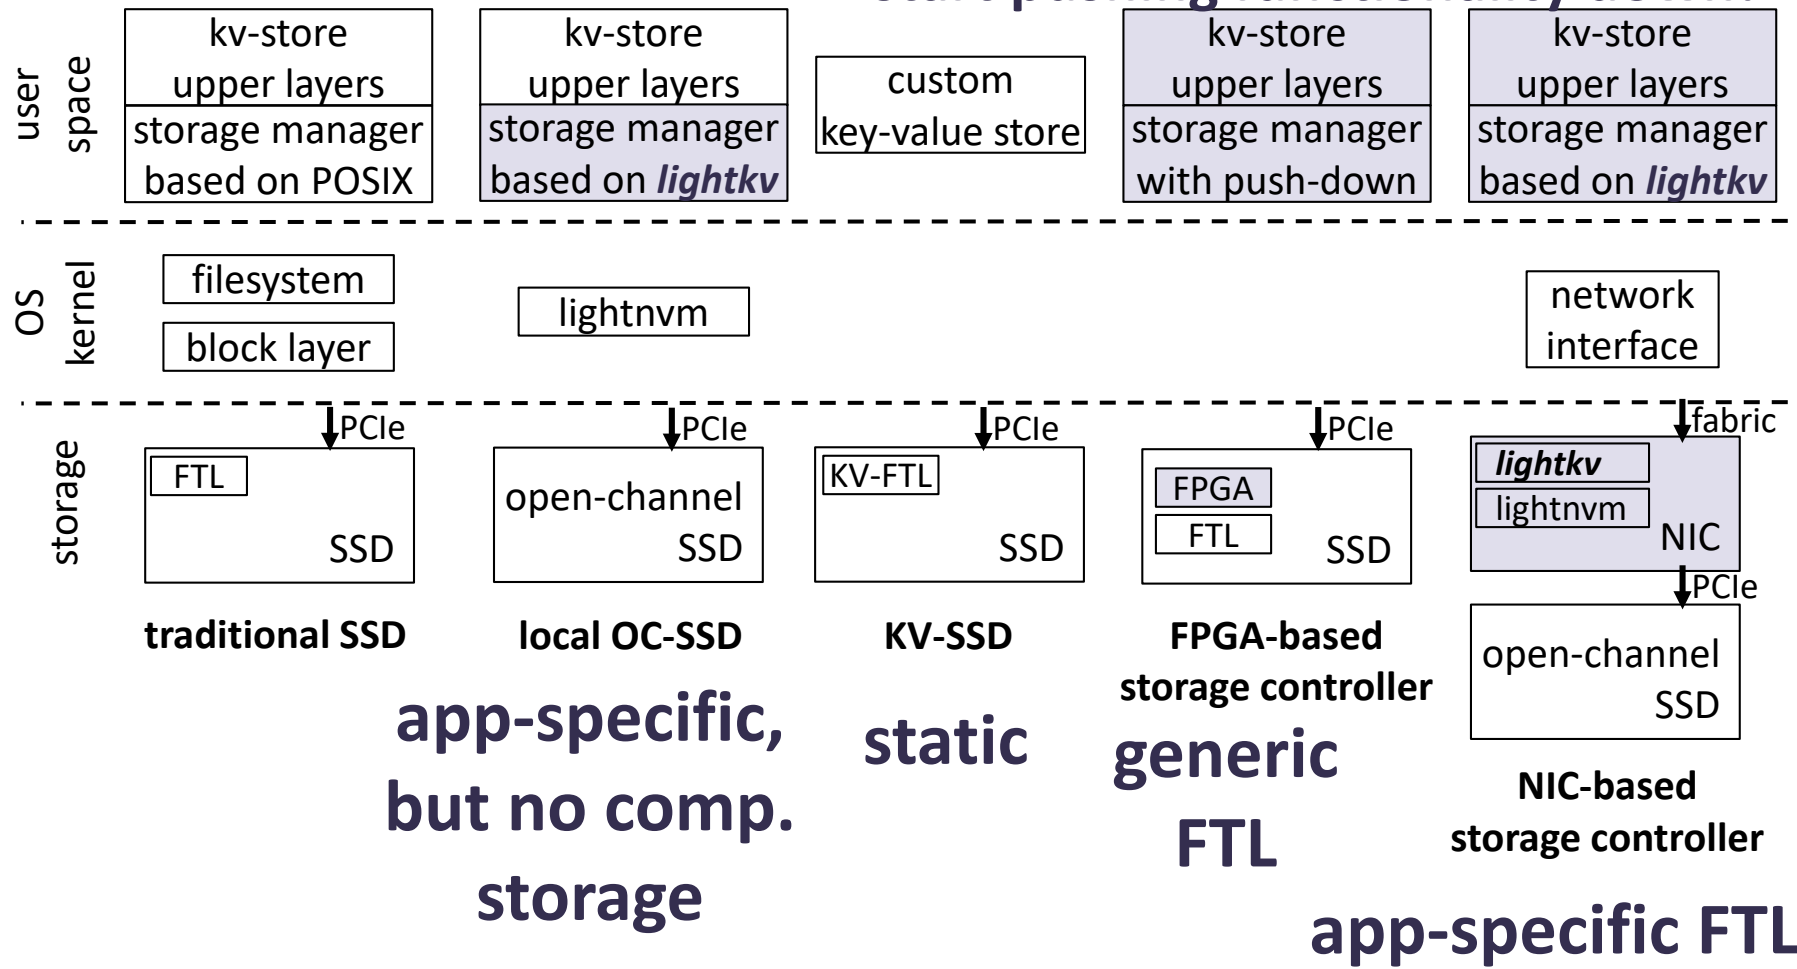 start pushing functionality down!
user
space
kv-store
upper layers
storage manager
based on POSIX
kv-store
upper layers
storage manager
based on lightkv
custom
key-value store
kv-store
upper layers
storage manager
with push-down
kv-store
upper layers
storage manager
based on lightkv
OS
kernel
filesystem
block layer
lightnvm
network
interface
storage
PCIe
FTL
SSD
traditional SSD
PCIe
open-channel
SSD
local OC-SSD
PCIe
KV-FTL
SSD
KV-SSD
PCIe
FPGA
FTL
SSD
FPGA-based
storage controller
fabric
lightkv
lightnvm
NIC
PCIe
open-channel
SSD
NIC-based
storage controller
app-specific,
but no comp.
storage
static
generic
FTL
app-specific FTL